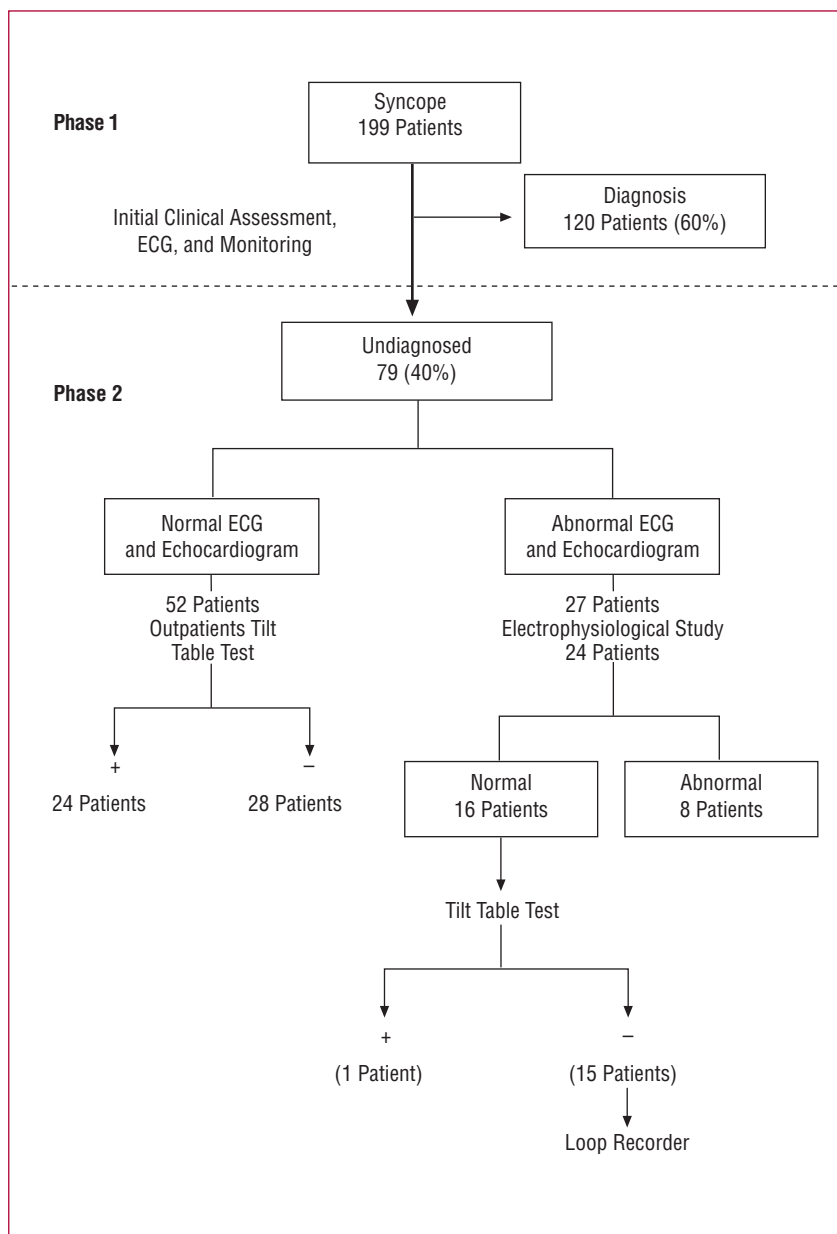 Phase 1
Syncope
199 Patients
Initial Clinical Assessment,
ECG, and Monitoring
Diagnosis
120 Patients (60%)
Phase 2
Undiagnosed
79 (40%)
Normal ECG
and Echocardiogram
Abnormal ECG
and Echocardiogram
52 Patients
Outpatients Tilt
Table Test
27 Patients
Electrophysiological Study
24 Patients
+
24 Patients
–
28 Patients
Normal
16 Patients
Abnormal
8 Patients
Tilt Table Test
+
(1 Patient)
–
(15 Patients)
Loop Recorder